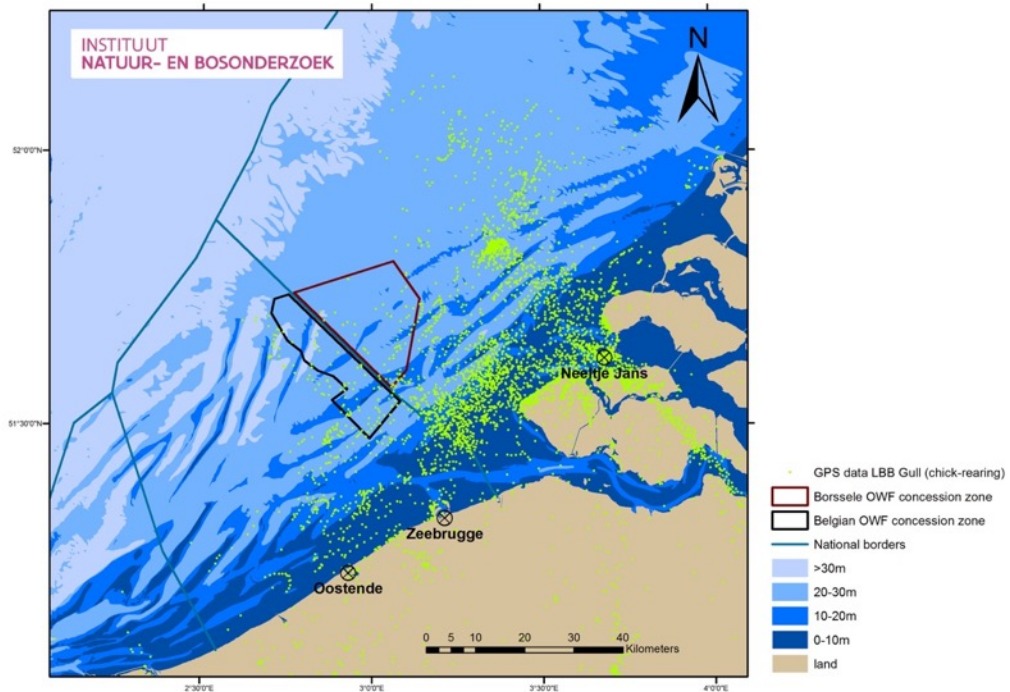 INSTITUUT
NATUUR- EN BOSONDERZOEK
N
52°0'0"N
51°30'0"N
Neeltje Jans
Zeebrugge
Oostende
0 5 10 20 30 40
Kilometers
2°30'0"E 3°0'0"E 3°30'0"E 4°0'0"E
GPS data LBB Gull (chick-rearing)
Borssele OWF concession zone
Belgian OWF concession zone
National borders
>30m
20-30m
10-20m
0-10m
land